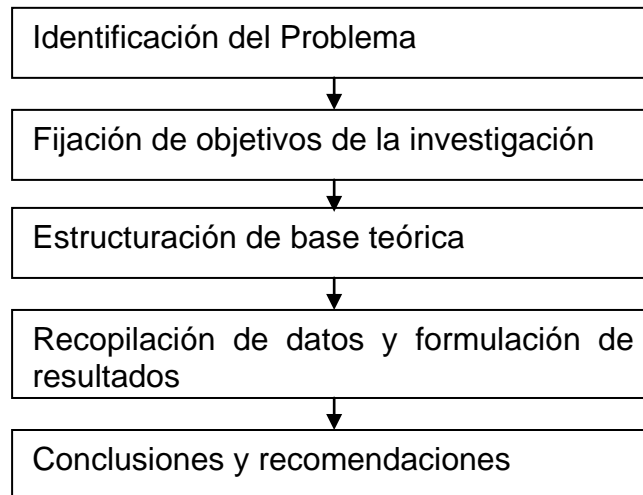 Identificación del Problema
Fijación de objetivos de la investigación
Estructuración de base teórica
Recopilación de datos y formulación de
resultados
Conclusiones y recomendaciones